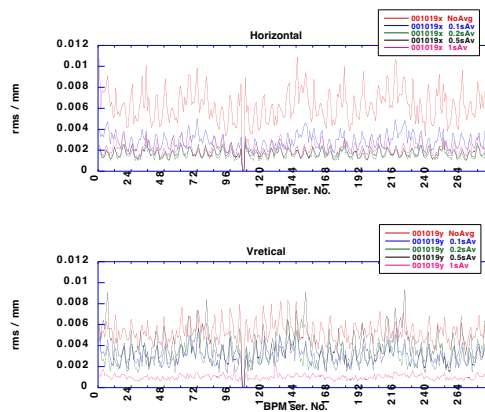 001019x NoAvg
001019x 0.1sAv
001019x 0.2sAv
001019x 0.5sAv
001019x 1sAv
Horizontal
0.012
0.01
0.008
0.006
0.004
0.002
0
rms / mm
0 24 48 72 96 120 144 168 192 216 240 264
BPM ser. No.
001019y NoAvg
001019y 0.1sAv
001019y 0.2sAv
001019y 0.5sAv
001019y 1sAv
Vretical
0.012
0.01
0.008
0.006
0.004
0.002
0
rms / mm
0 24 48 72 96 120 144 168 192 216 240 264
BPM ser. No.